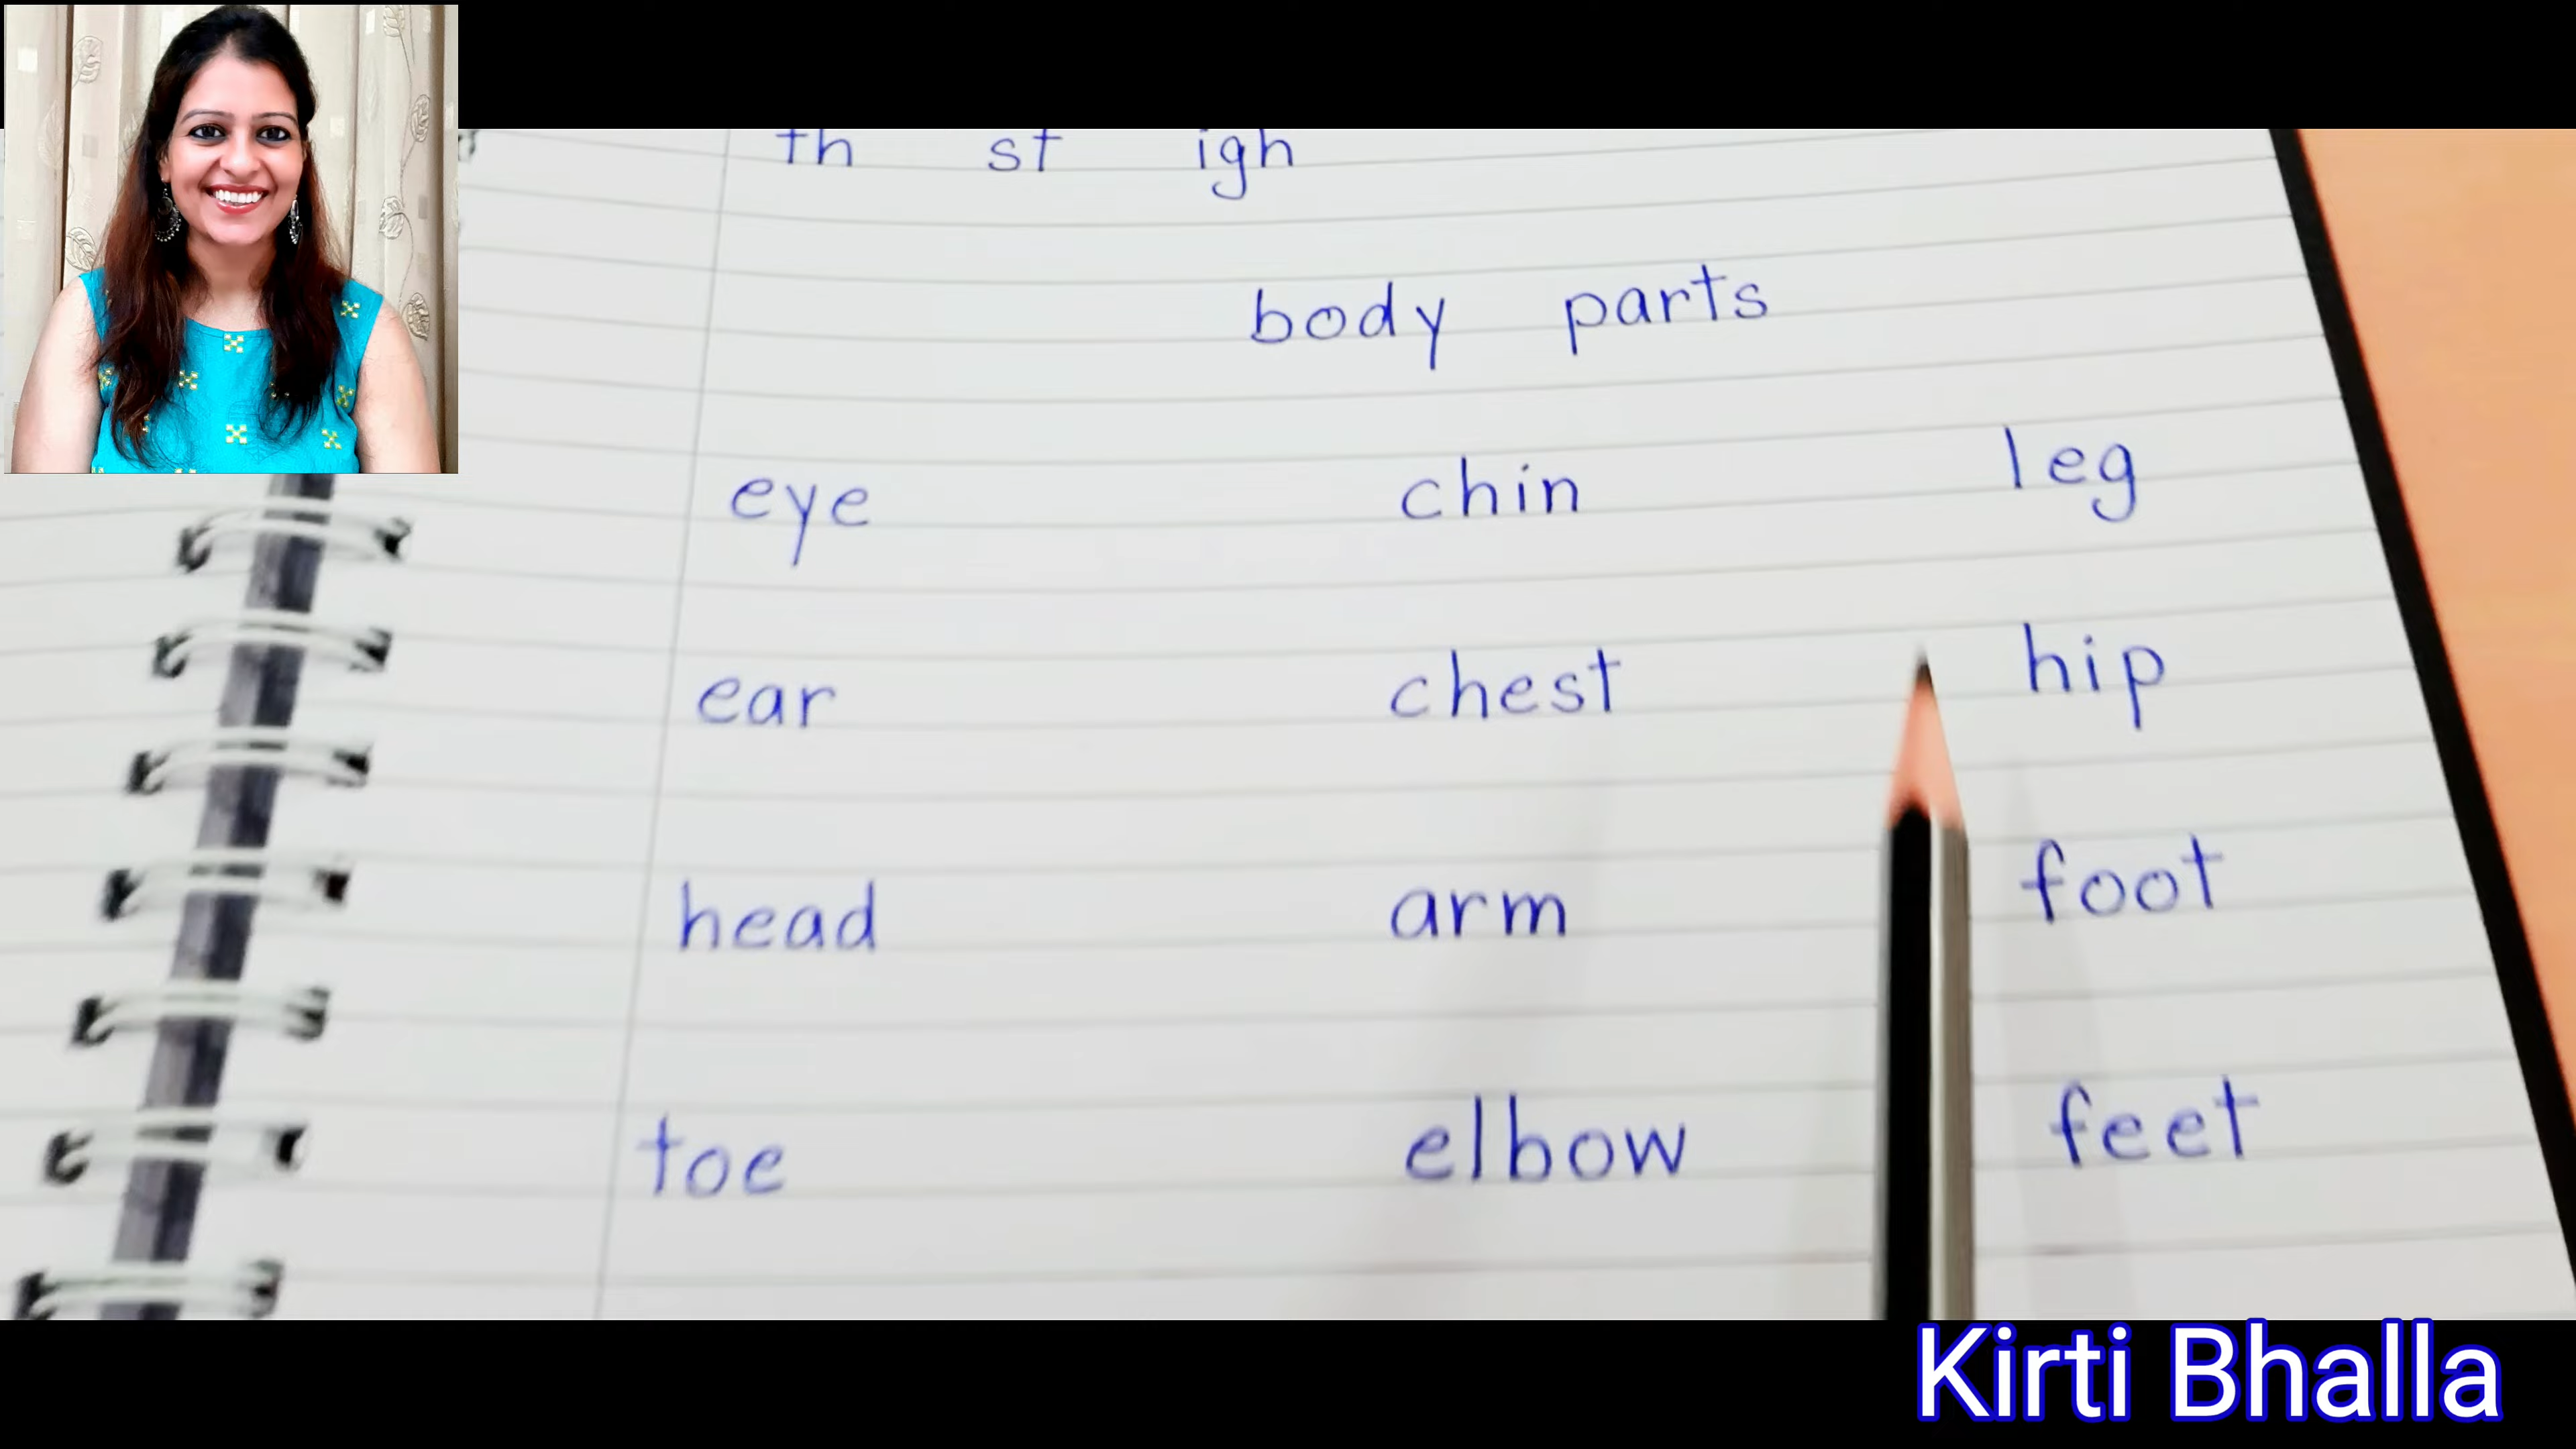 th st igh
body parts
eye chin leg
ear chest hip
head arm foot
toe elbow feet
Kirti Bhalla